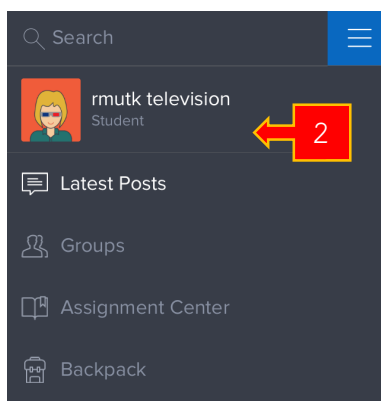 Search
rmutk television
Student
2
Latest Posts
Groups
Assignment Center
Backpack